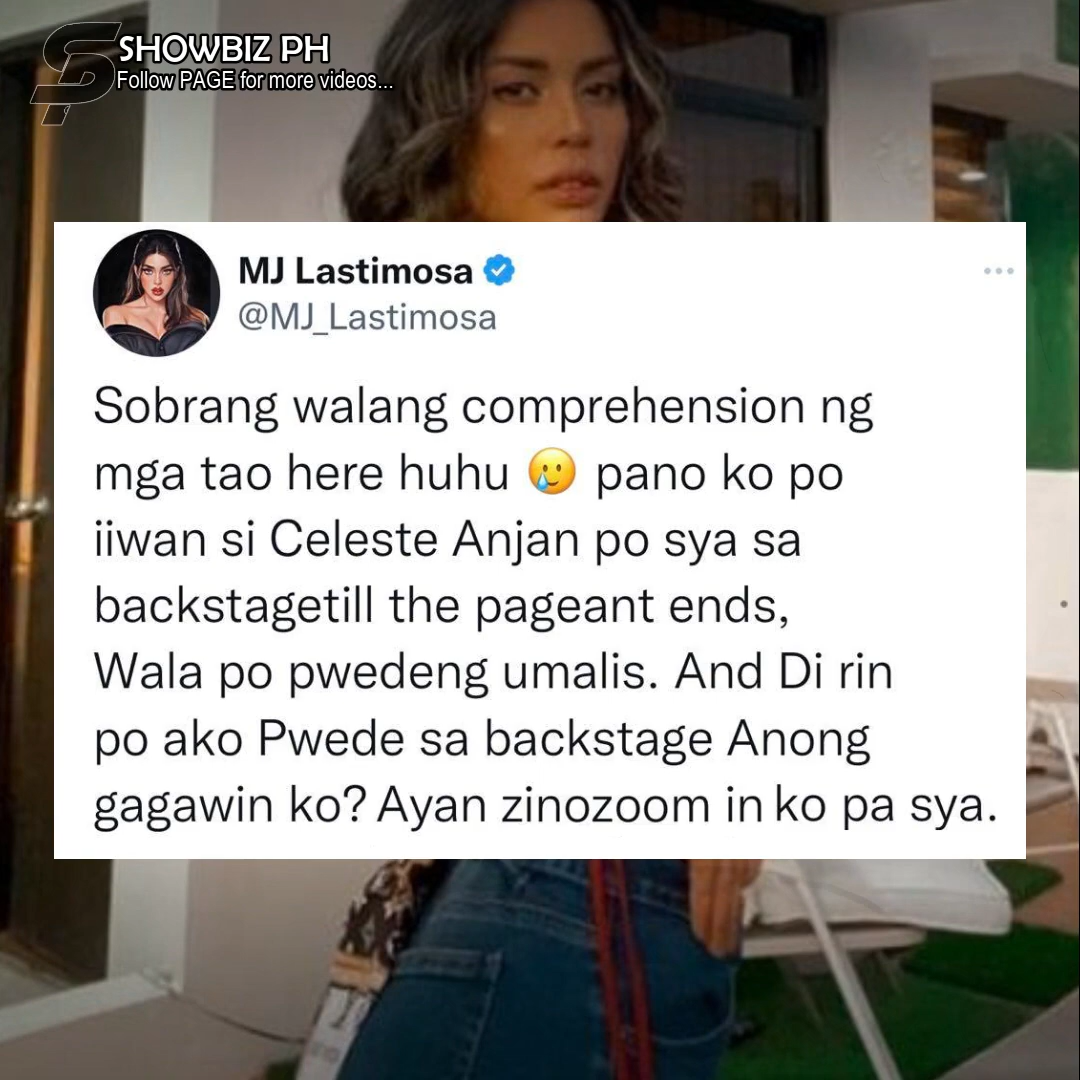 SHOWBIZ PH
Follow PAGE for more videos...
MJ Lastimosa
@MJ_Lastimosa
Sobrang walang comprehension ng
mga tao here huhu 🥲 pano ko po
iiwan si Celeste Anjan po sya sa
backstagetill the pageant ends,
Wala po pwedeng umalis. And Di rin
po ako Pwede sa backstage Anong
gagawin ko? Ayan zinozoom in ko pa sya.